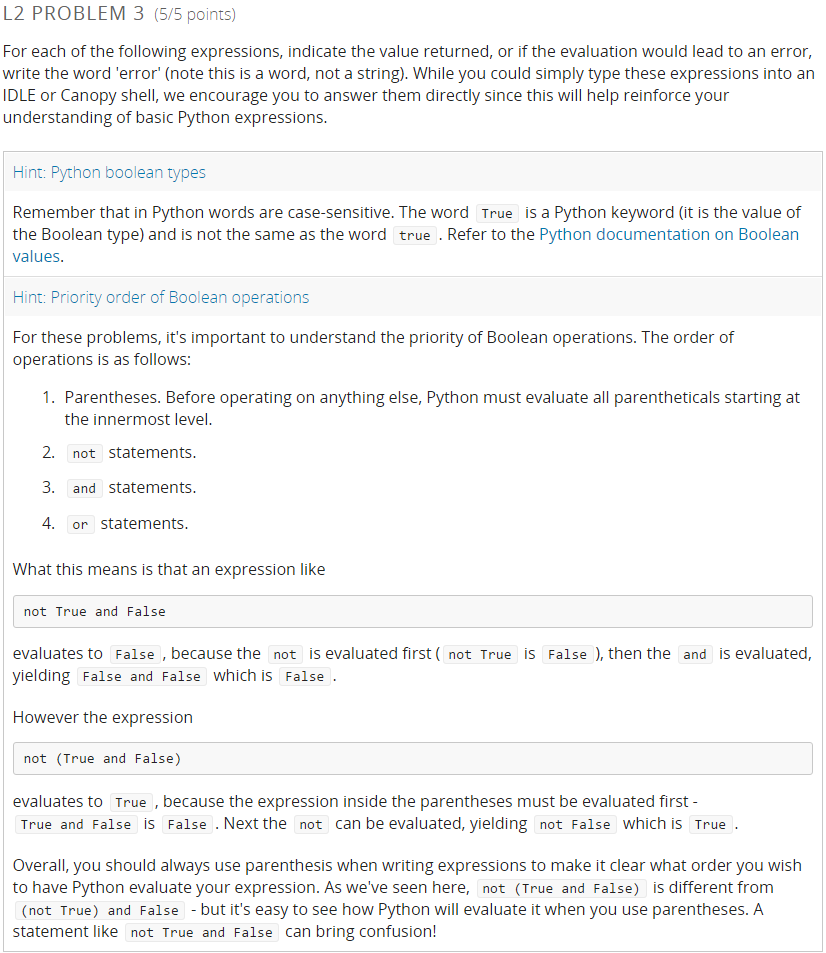 L2 PROBLEM 3 (5/5 points)
For each of the following expressions, indicate the value returned, or if the evaluation would lead to an error,
write the word 'error' (note this is a word, not a string). While you could simply type these expressions into an
IDLE or Canopy shell, we encourage you to answer them directly since this will help reinforce your
understanding of basic Python expressions.
Hint: Python boolean types
Remember that in Python words are case-sensitive. The word True is a Python keyword (it is the value of
the Boolean type) and is not the same as the word true . Refer to the Python documentation on Boolean
values.
Hint: Priority order of Boolean operations
For these problems, it's important to understand the priority of Boolean operations. The order of
operations is as follows:
1. Parentheses. Before operating on anything else, Python must evaluate all parentheticals starting at
the innermost level.
2. not statements.
3. and statements.
4. or statements.
What this means is that an expression like
not True and False
evaluates to False , because the not is evaluated first ( not True is False ), then the and is evaluated,
yielding False and False which is False .
However the expression
not (True and False)
evaluates to True , because the expression inside the parentheses must be evaluated first -
True and False is False . Next the not can be evaluated, yielding not False which is True .
Overall, you should always use parenthesis when writing expressions to make it clear what order you wish
to have Python evaluate your expression. As we've seen here, not (True and False) is different from
(not True) and False - but it's easy to see how Python will evaluate it when you use parentheses. A
statement like not True and False can bring confusion!